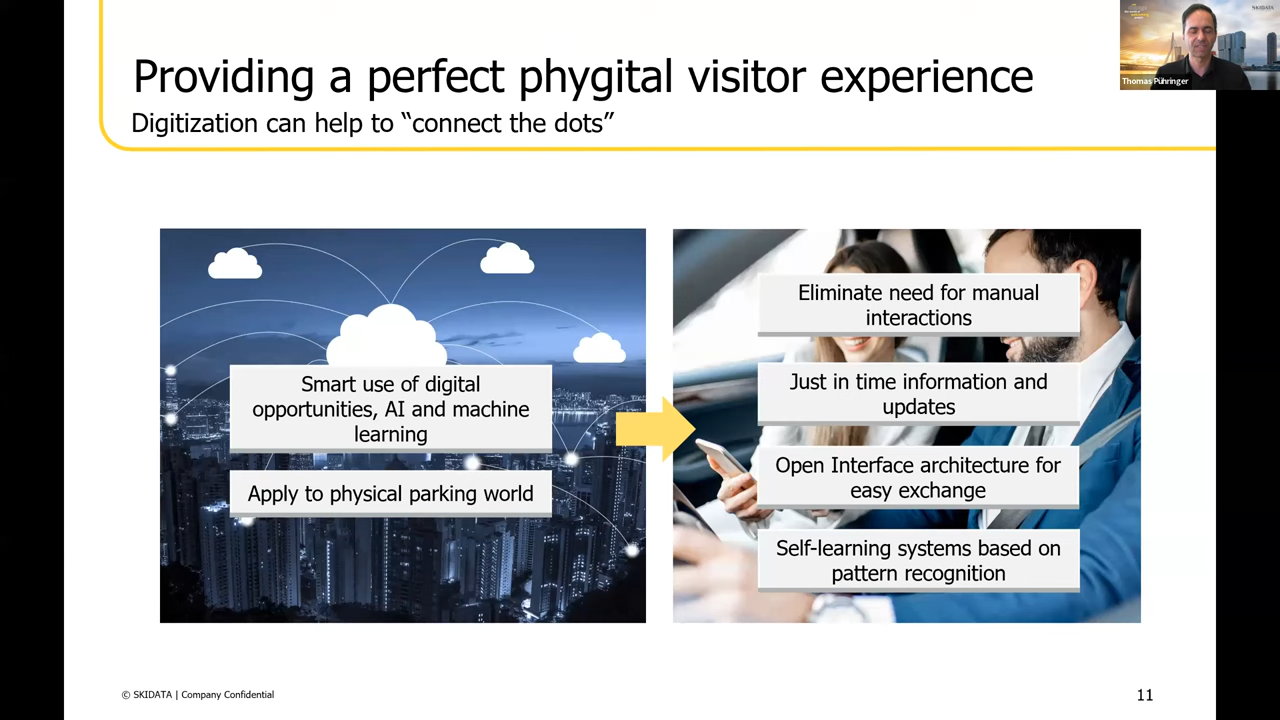 Providing a perfect phygital visitor experience
Digitization can help to “connect the dots”
SKIDATA
Thomas Pühringer
Smart use of digital
opportunities, AI and machine
learning
Apply to physical parking world
Eliminate need for manual
interactions
Just in time information and
updates
Open Interface architecture for
easy exchange
Self-learning systems based on
pattern recognition
© SKIDATA | Company Confidential
11